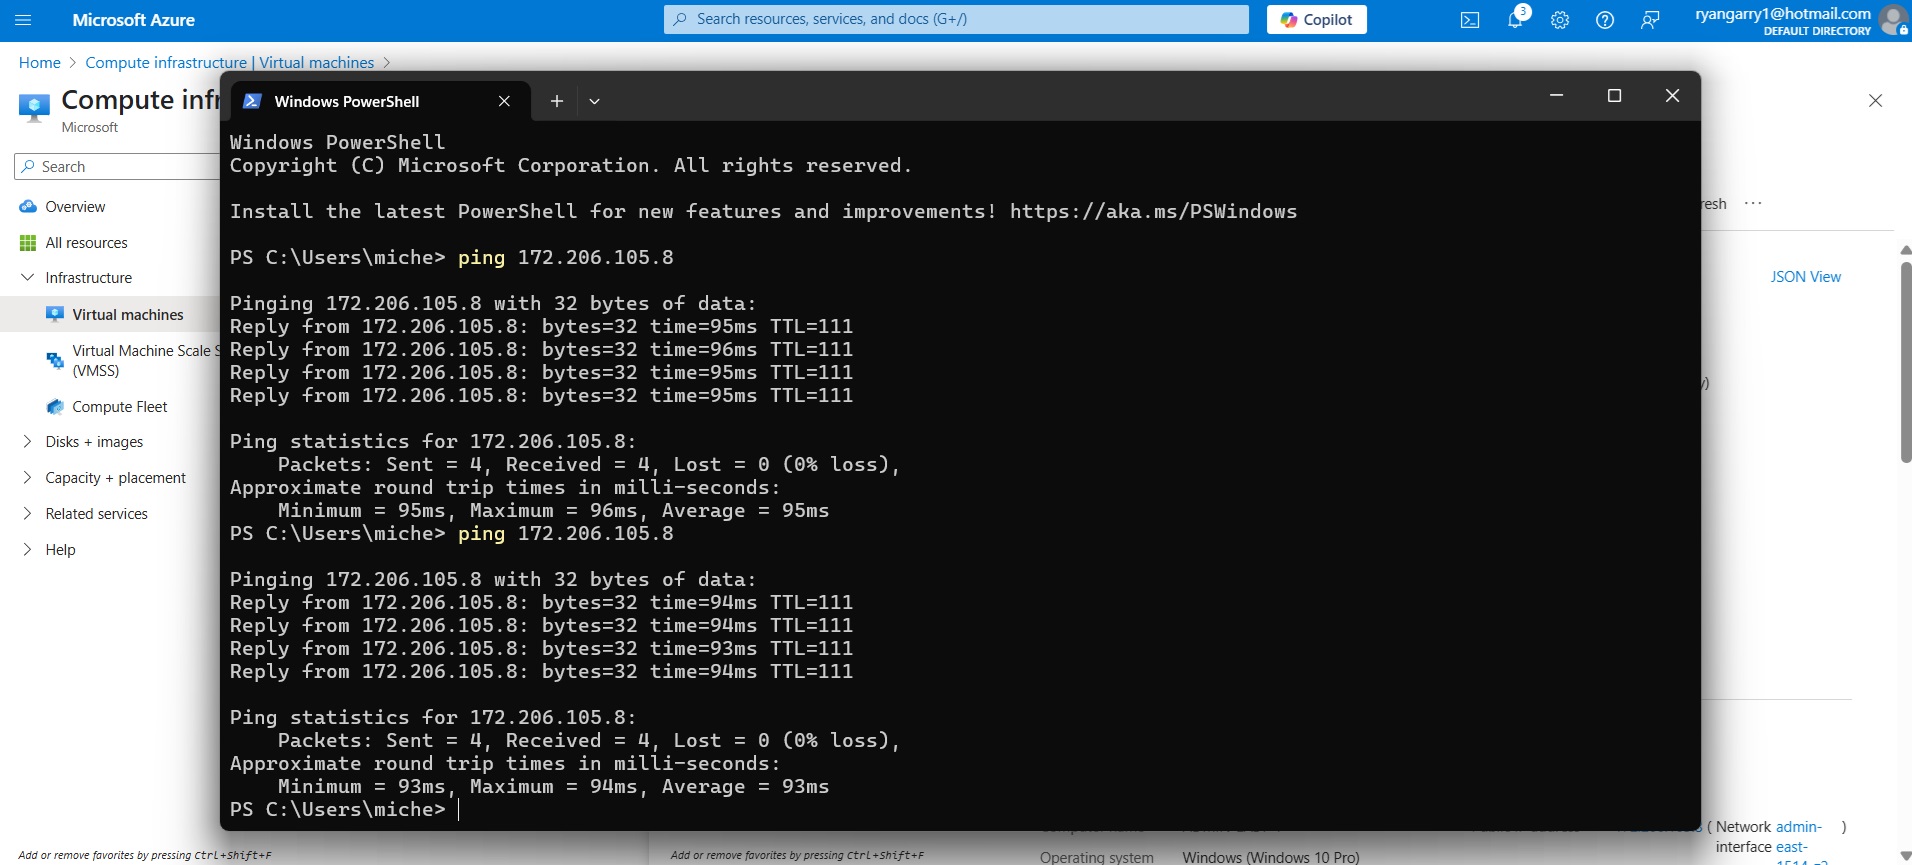 Microsoft Azure
Search resources, services, and docs (G+/)
Copilot
3
ryangarry1@hotmail.com
DEFAULT DIRECTORY
Home > Compute infrastructure | Virtual machines >
Compute infr
Microsoft
Search
Overview
All resources
Infrastructure
Virtual machines
Virtual Machine Scale S
(VMSS)
Compute Fleet
Disks + images
Capacity + placement
Related services
Help
Add or remove favorites by pressing Ctrl+Shift+F
Windows PowerShell
Windows PowerShell
Copyright (C) Microsoft Corporation. All rights reserved.
Install the latest PowerShell for new features and improvements! https://aka.ms/PSWindows
PS C:\Users\miche> ping 172.206.105.8
Pinging 172.206.105.8 with 32 bytes of data:
Reply from 172.206.105.8: bytes=32 time=95ms TTL=111
Reply from 172.206.105.8: bytes=32 time=96ms TTL=111
Reply from 172.206.105.8: bytes=32 time=95ms TTL=111
Reply from 172.206.105.8: bytes=32 time=95ms TTL=111
Ping statistics for 172.206.105.8:
Packets: Sent = 4, Received = 4, Lost = 0 (0% loss),
Approximate round trip times in milli-seconds:
Minimum = 95ms, Maximum = 96ms, Average = 95ms
PS C:\Users\miche> ping 172.206.105.8
Pinging 172.206.105.8 with 32 bytes of data:
Reply from 172.206.105.8: bytes=32 time=94ms TTL=111
Reply from 172.206.105.8: bytes=32 time=94ms TTL=111
Reply from 172.206.105.8: bytes=32 time=93ms TTL=111
Reply from 172.206.105.8: bytes=32 time=94ms TTL=111
Ping statistics for 172.206.105.8:
Packets: Sent = 4, Received = 4, Lost = 0 (0% loss),
Approximate round trip times in milli-seconds:
Minimum = 93ms, Maximum = 94ms, Average = 93ms
PS C:\Users\miche>
resh
JSON View
y)
( Network admin- )
interface east-
Operating system Windows (Windows 10 Pro)
Add or remove favorites by pressing Ctrl+Shift+F